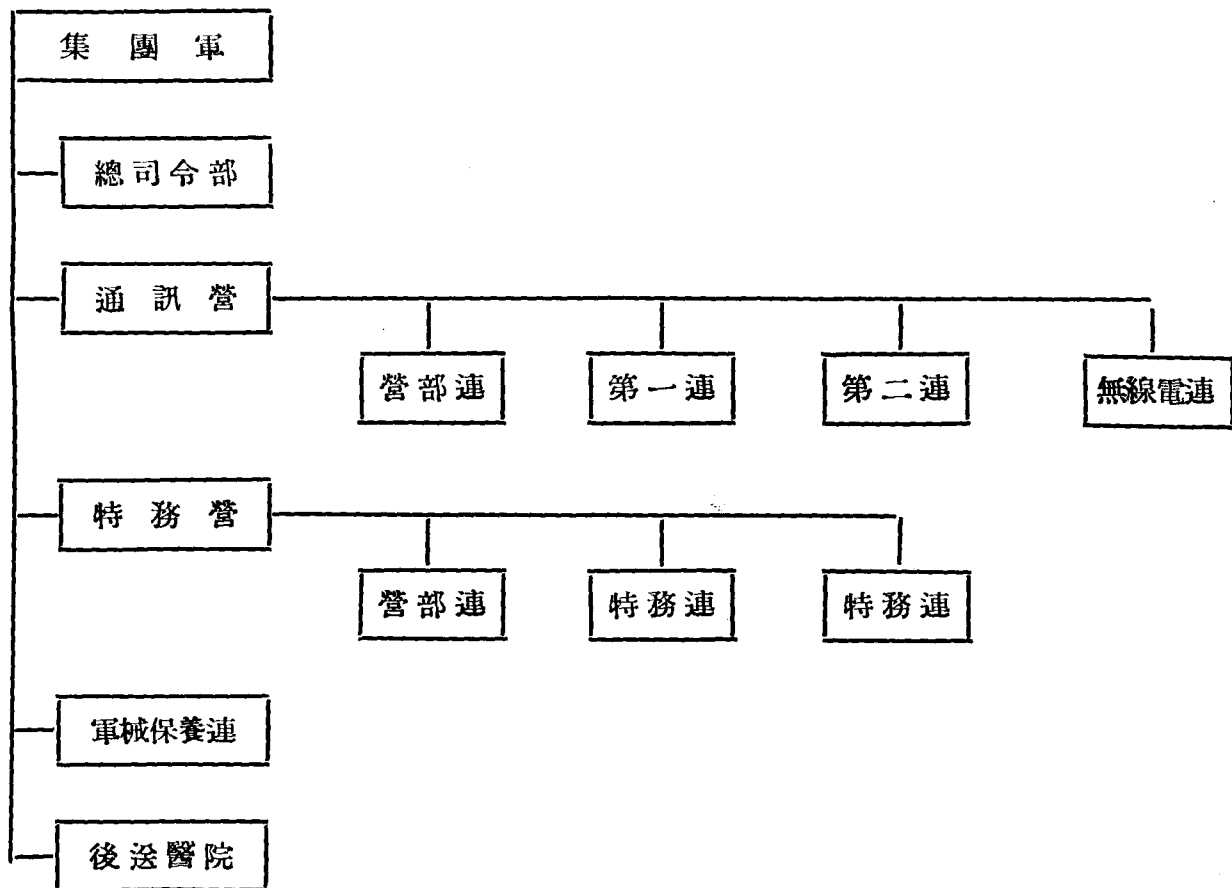 集團軍
總司令部
通訊營
營部連
第一連
第二連
無線電連
特務營
營部連
特務連
特務連
軍械保養連
後送醫院